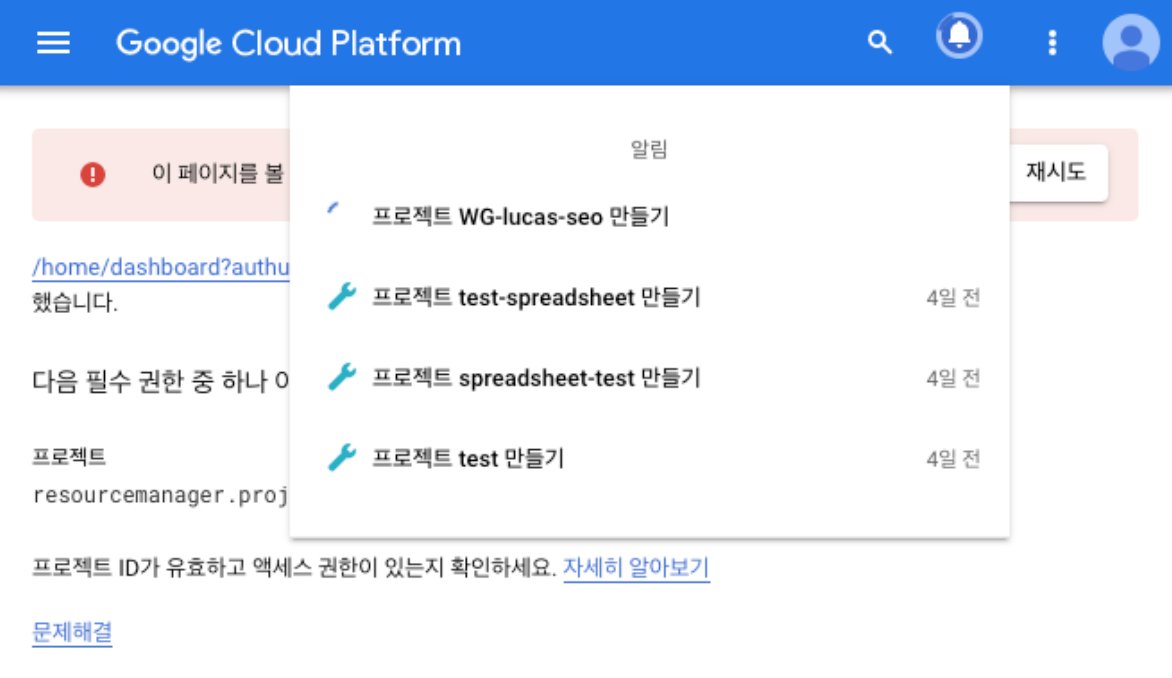 Google Cloud Platform
이 페이지를 볼
재시도
알림
프로젝트 WG-lucas-seo 만들기
프로젝트 test-spreadsheet 만들기
4일 전
프로젝트 spreadsheet-test 만들기
4일 전
프로젝트 test 만들기
4일 전
/home/dashboard?authu
했습니다.
다음 필수 권한 중 하나
프로젝트
resourcemanager.proj
프로젝트 ID가 유효하고 액세스 권한이 있는지 확인하세요. 자세히 알아보기
문제해결